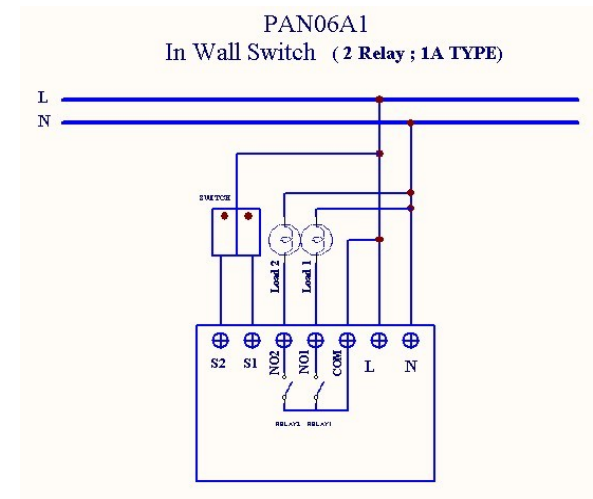 PAN06A1
In Wall Switch ( 2 Relay ; 1A TYPE)
L
N
SWITCH
Load 2
Load 1
S2 S1 NO2 NO1 COM L N
RELAY2 RELAY1